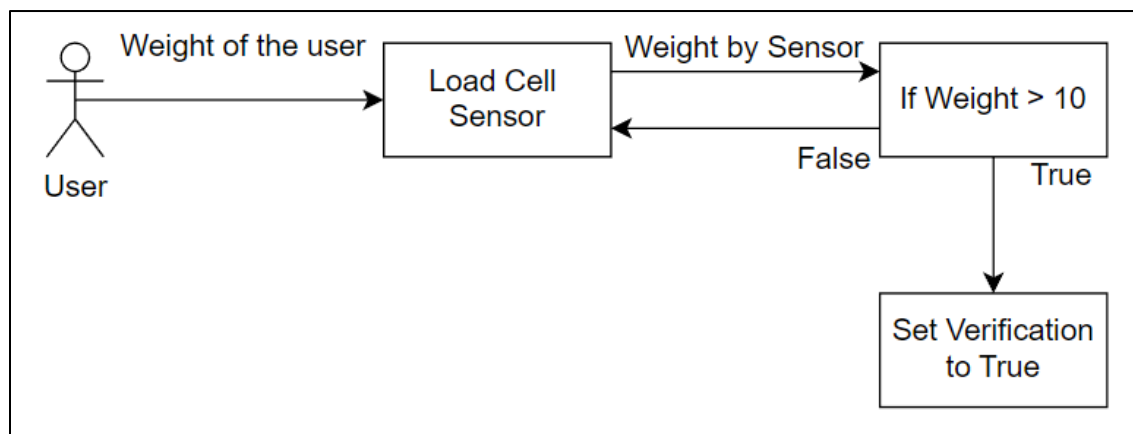 Weight of the user
Weight by Sensor
Load Cell
Sensor
If Weight > 10
False
True
User
Set Verification
to True